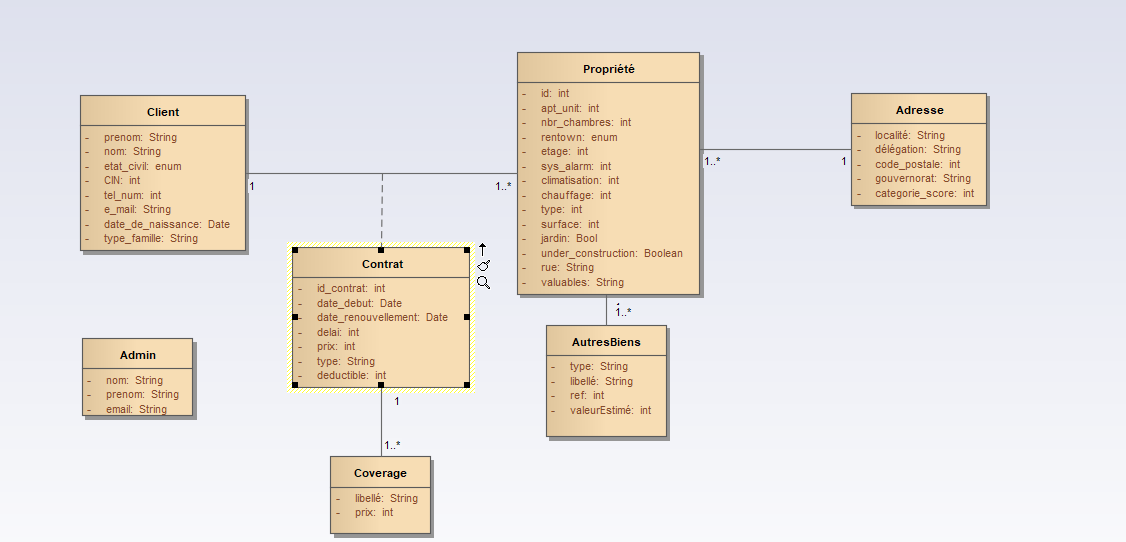 Client
- prenom: String
- nom: String
- etat_civil: enum
- CIN: int
- tel_num: int
- e_mail: String
- date_de_naissance: Date
- type_famille: String
1
1..*
Propriété
- id: int
- apt_unit: int
- nbr_chambres: int
- rentown: enum
- etage: int
- sys_alarm: int
- climatisation: int
- chauffage: int
- type: int
- surface: int
- jardin: Bool
- under_construction: Boolean
- rue: String
- valuables: String
1..*
1
Adresse
- localité: String
- délégation: String
- code_postale: int
- gouvernorat: String
- categorie_score: int
Contrat
- id_contrat: int
- date_debut: Date
- date_renouvellement: Date
- delai: int
- prix: int
- type: String
- deductible: int
1..*
AutresBiens
- type: String
- libellé: String
- ref: int
- valeurEstimé: int
Admin
- nom: String
- prenom: String
- email: String
1
1..*
Coverage
- libellé: String
- prix: int